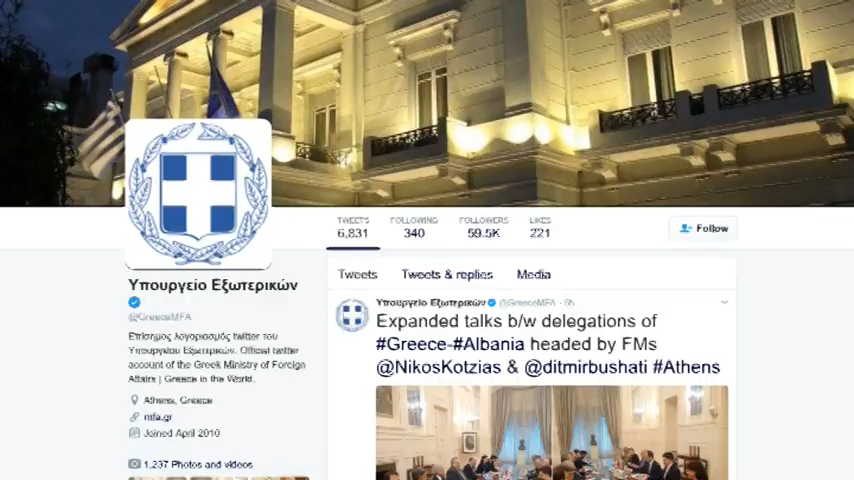 TWEETS FOLLOWING FOLLOWERS LIKES
6,831 340 59.5K 221
Follow
Tweets Tweets & replies Media
Υπουργείο Εξωτερικών
@GreeceMFA
Επίσημος λογαριασμός twitter του
Υπουργείου Εξωτερικών. Official twitter
account of the Greek Ministry of Foreign
Affairs | Greece in the World.
Athens, Greece
mfa.gr
Joined April 2010
1,237 Photos and videos
Υπουργείο Εξωτερικών @GreeceMFA · 6h
Expanded talks b/w delegations of
#Greece-#Albania headed by FMs
@NikosKotzias & @ditmirbushati #Athens